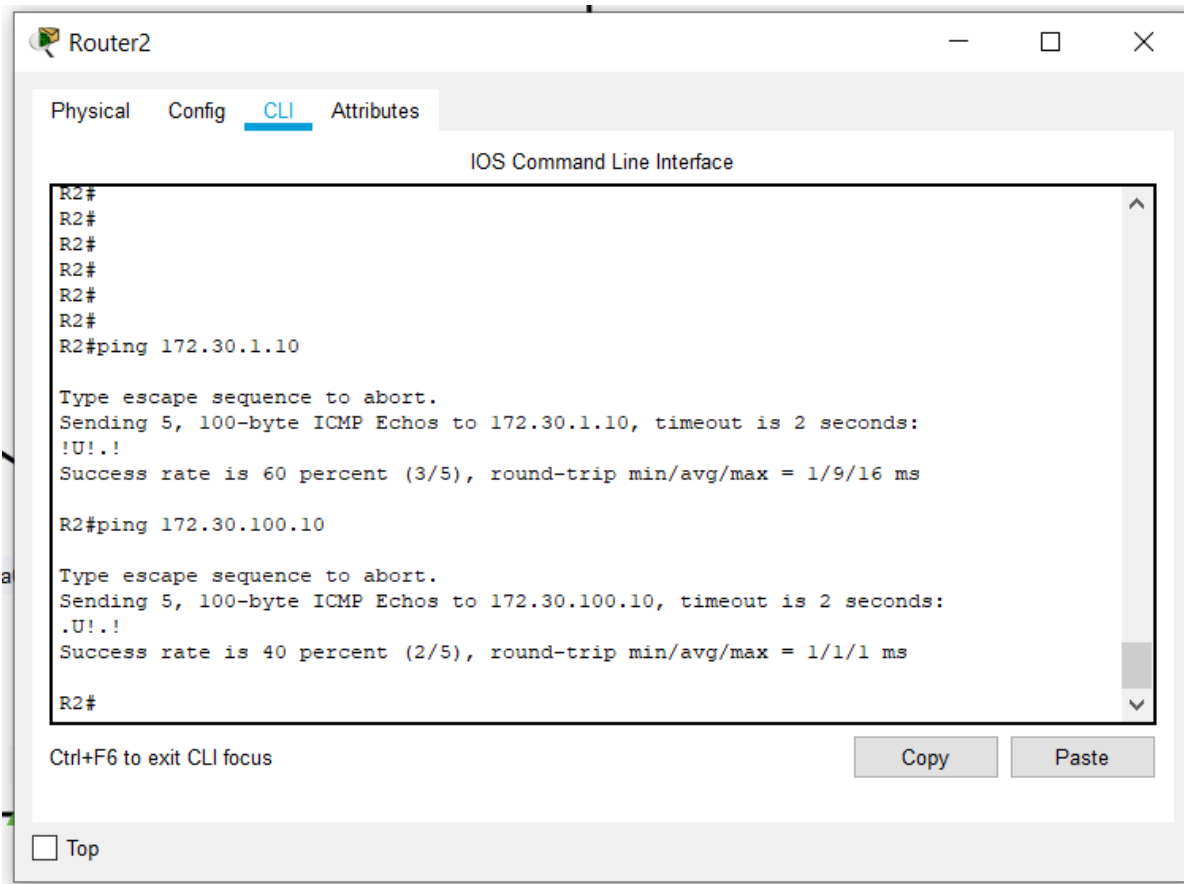 Router2
Physical Config CLI Attributes
IOS Command Line Interface
R2#
R2#
R2#
R2#
R2#
R2#
R2#ping 172.30.1.10
Type escape sequence to abort.
Sending 5, 100-byte ICMP Echos to 172.30.1.10, timeout is 2 seconds:
!U!.!
Success rate is 60 percent (3/5), round-trip min/avg/max = 1/9/16 ms
R2#ping 172.30.100.10
Type escape sequence to abort.
Sending 5, 100-byte ICMP Echos to 172.30.100.10, timeout is 2 seconds:
.U!.!
Success rate is 40 percent (2/5), round-trip min/avg/max = 1/1/1 ms
R2#
Ctrl+F6 to exit CLI focus
Copy Paste
Top